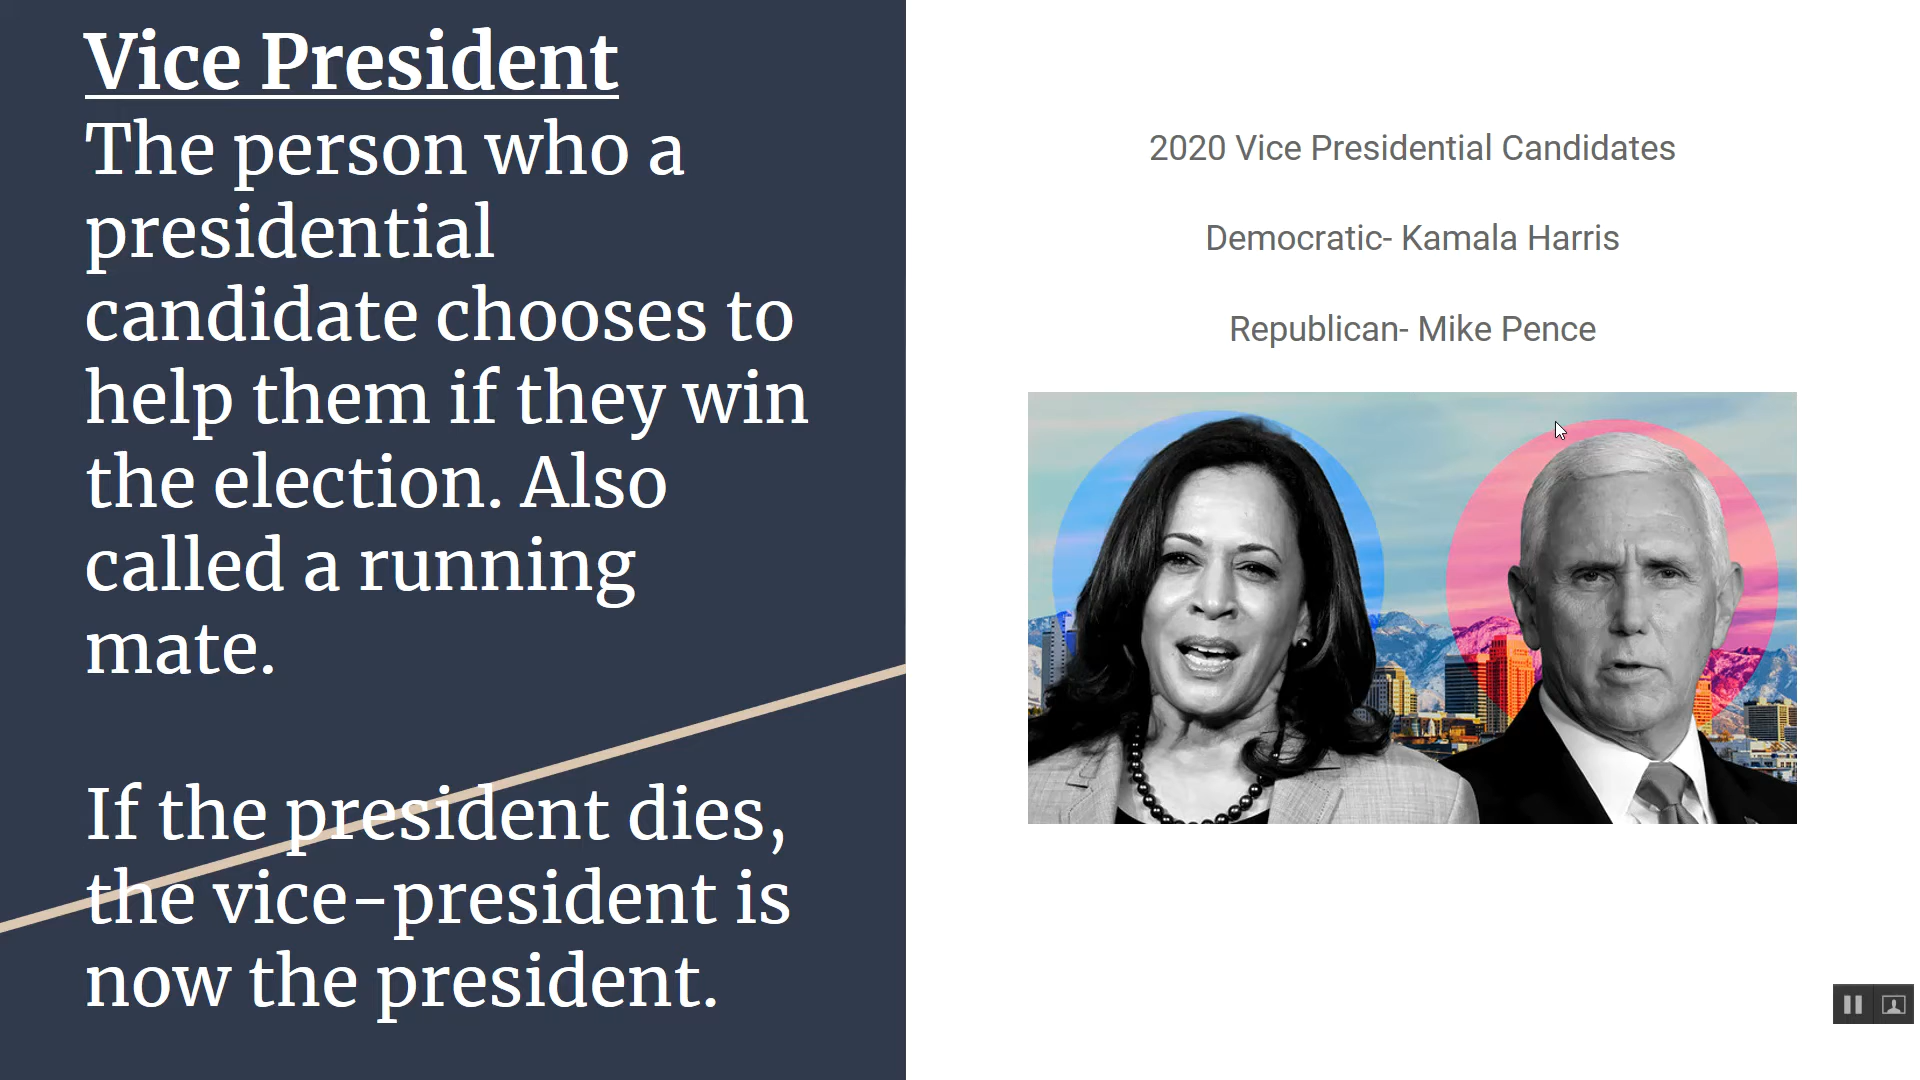 Vice President
The person who a
presidential
candidate chooses to
help them if they win
the election. Also
called a running
mate.
If the president dies,
the vice-president is
now the president.
2020 Vice Presidential Candidates
Democratic- Kamala Harris
Republican- Mike Pence